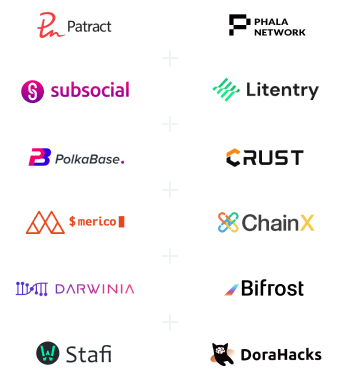 Patract
PHALA
NETWORK
subsocial
Litentry
PolkaBase.
CRUST
$merico
ChainX
DARWINIA
Bifrost
Stafi
DoraHacks